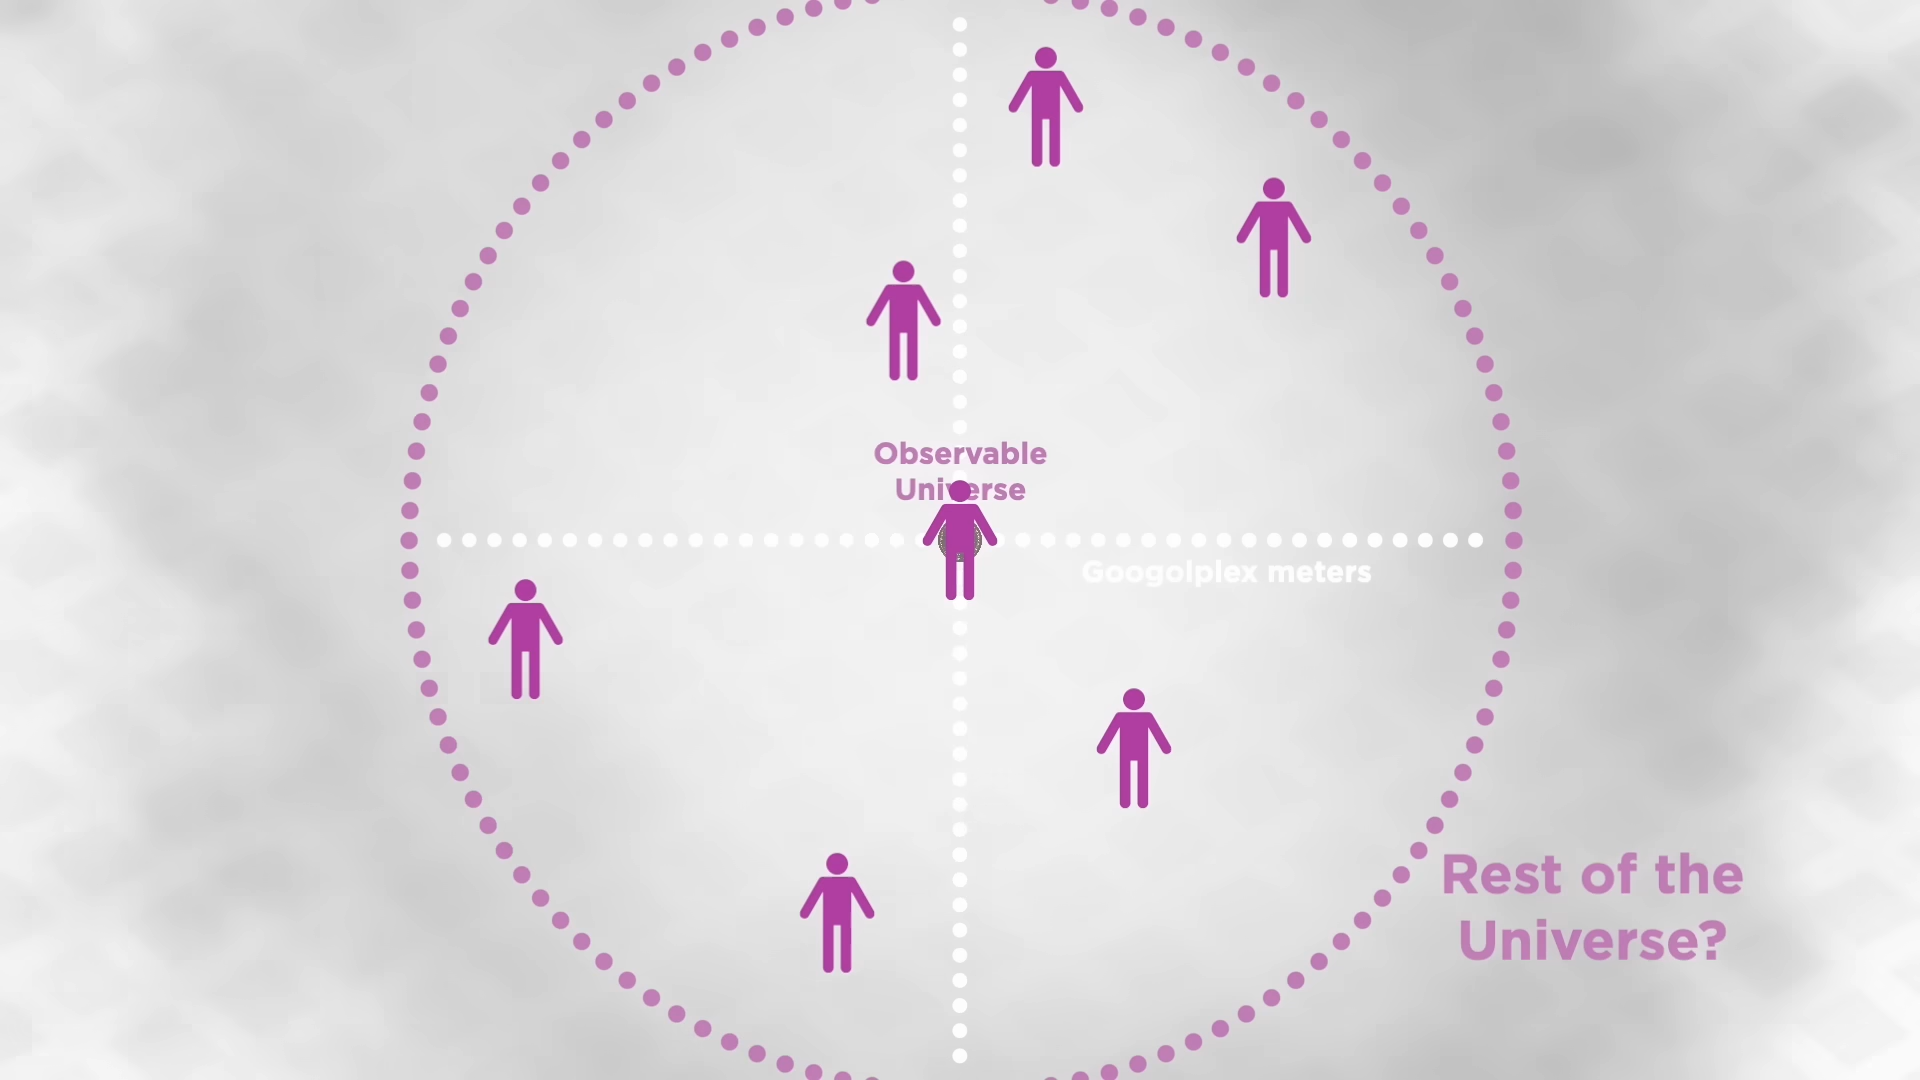 Observable
Universe
Googolplex meters
Rest of the
Universe?